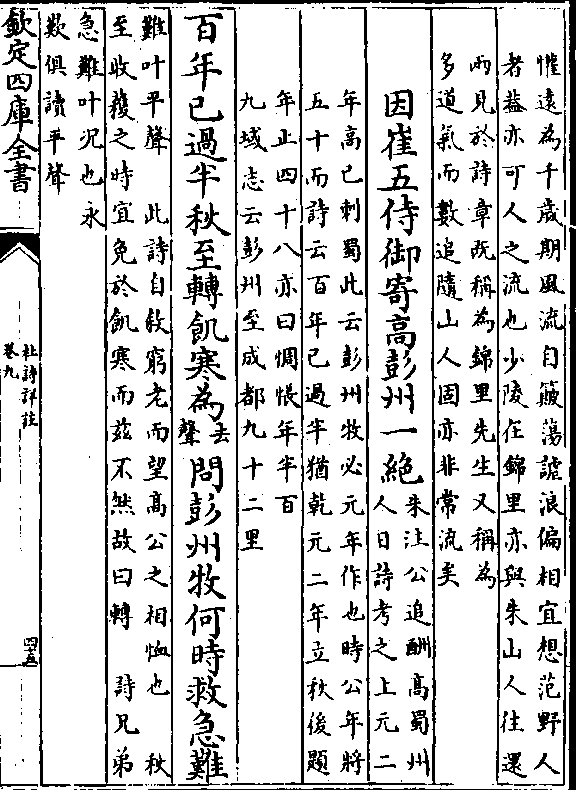 懽遠為千歲期風流自簸蕩謔浪偏相宜想范野人
者益亦可人之流也少陵在錦里亦與朱山人往還
兩見於詩章既稱為錦里先生又稱為
多道氣而數追隨山人固亦非常流矣
因崔五侍御寄高彭州一絶
朱注公追酬高蜀州
人日詩考之上元二
年高已刺蜀此云彭州牧必元年作也時公年將
五十而詩云百年已過半猶乾元二年立秋後題
年正四十八亦曰惆悵年半百
九域志云彭州至成都九十二里
百年已過半秋至轉飢寒為去聲問彭州牧何時救急難
難叶平聲 此詩自敘窮老而望高公之相恤也 秋
至收穫之時宜免於飢寒而茲不然故曰轉 詩兄弟
急難叶况也永
歎俱讀平聲
欽定四庫全書
杜詩詳註
卷九
四五